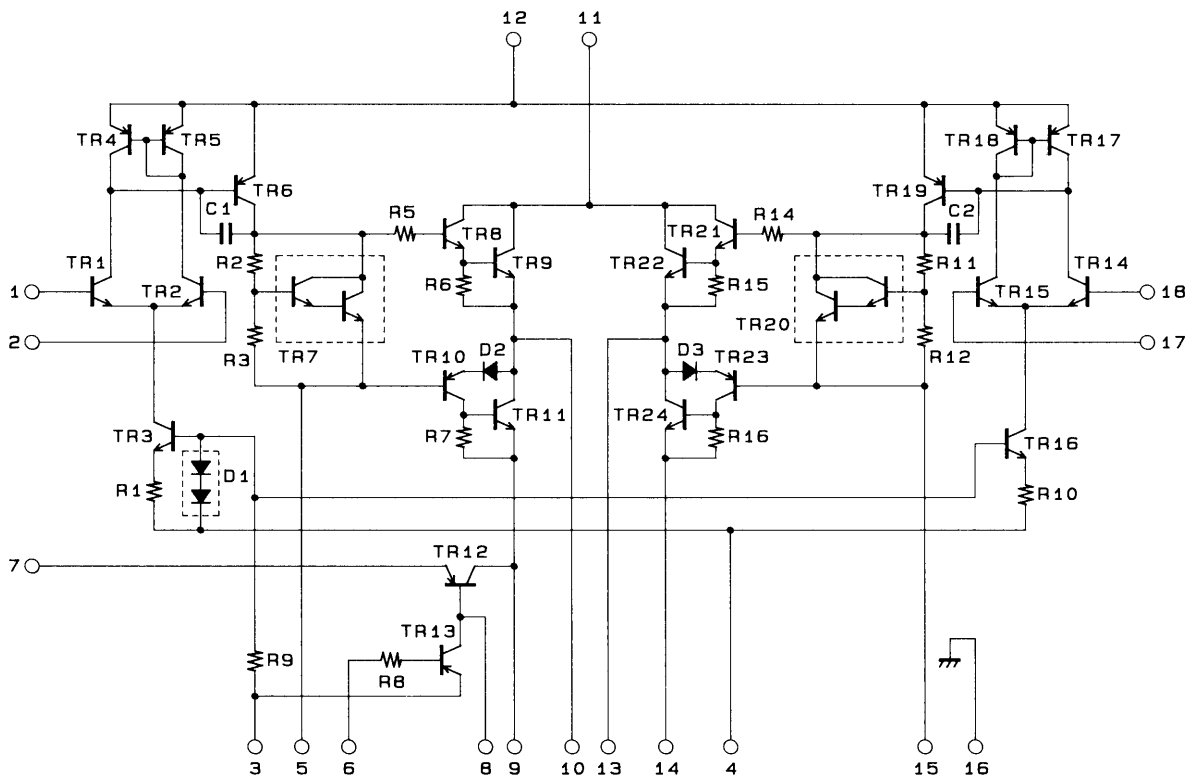 12 11
TR4 TR5 TR18 TR17
TR6 TR19
C1 R5 R14 C2
TR8 TR21
TR1 TR2 R2 TR9 TR22 R11 TR14
R6 R15 TR15
1 18
TR20
2 R3 TR7 R12 17
TR10 D2 D3 TR23
TR11 TR24
TR3 R7 R16 TR16
D1
R1 R10
7 TR12
TR13
R9 R8
3 5 6 8 9 10 13 14 4 15 16